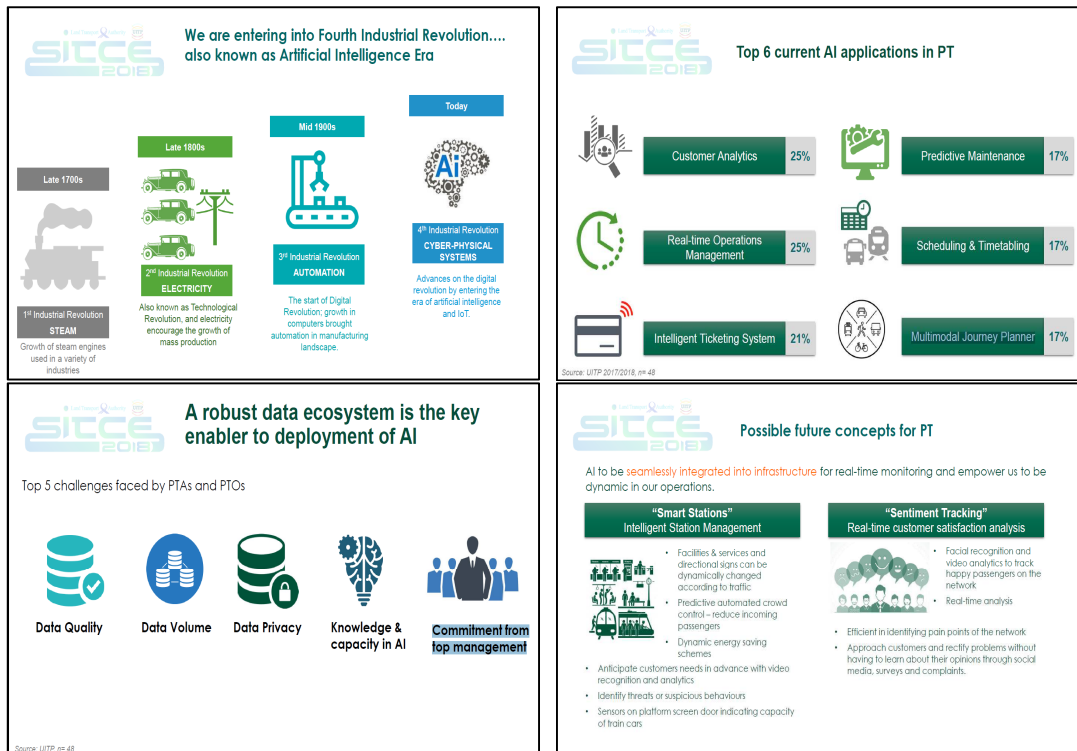 SITCE
2018
We are entering into Fourth Industrial Revolution….
also known as Artificial Intelligence Era
Late 1700s
1st Industrial Revolution
STEAM
Growth of steam engines
used in a variety of
industries
Late 1800s
2nd Industrial Revolution
ELECTRICITY
Also known as Technological
Revolution, and electricity
encourage the growth of
mass production
Mid 1900s
3rd Industrial Revolution
AUTOMATION
The start of Digital
Revolution; growth in
computers brought
automation in manufacturing
landscape.
Today
Ai
4th Industrial Revolution
CYBER-PHYSICAL
SYSTEMS
Advances on the digital
revolution by entering the
era of artificial intelligence
and IoT.
SITCE
2018
Top 6 current AI applications in PT
Customer Analytics 25%
Predictive Maintenance 17%
Real-time Operations
Management 25%
Scheduling & Timetabling 17%
Intelligent Ticketing System 21%
Multimodal Journey Planner 17%
Source: UITP 2017/2018, n= 48
SITCE
2018
A robust data ecosystem is the key
enabler to deployment of AI
Top 5 challenges faced by PTAs and PTOs
Data Quality
Data Volume
Data Privacy
Knowledge &
capacity in AI
Commitment from
top management
Source: UITP, n= 48
SITCE
2018
Possible future concepts for PT
AI to be seamlessly integrated into infrastructure for real-time monitoring and empower us to be
dynamic in our operations.
“Smart Stations”
Intelligent Station Management
• Facilities & services and
directional signs can be
dynamically changed
according to traffic
• Predictive automated crowd
control – reduce incoming
passengers
• Dynamic energy saving
schemes
• Anticipate customers needs in advance with video
recognition and analytics
• Identify threats or suspicious behaviours
• Sensors on platform screen door indicating capacity
of train cars
“Sentiment Tracking”
Real-time customer satisfaction analysis
• Facial recognition and
video analytics to track
happy passengers on the
network
• Real-time analysis
• Efficient in identifying pain points of the network
• Approach customers and rectify problems without
having to learn about their opinions through social
media, surveys and complaints.